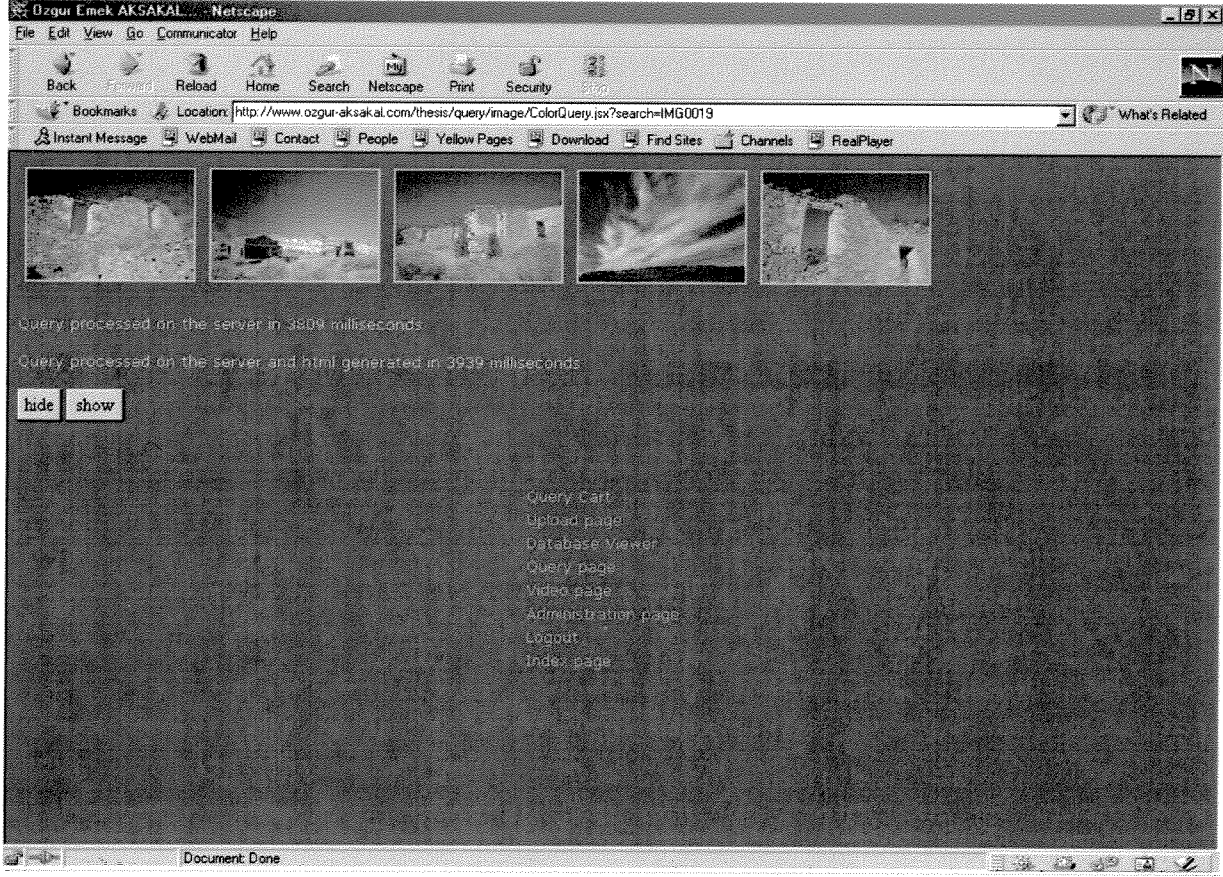 Ozgur Emek AKSAKAL... - Netscape
File Edit View Go Communicator Help
Back Forward Reload Home Search Netscape Print Security Stop
Bookmarks Location: http://www.ozgur-aksakal.com/thesis/query/image/ColorQuery.jsx?search=IMG0019 What's Related
Instant Message WebMail Contact People Yellow Pages Download Find Sites Channels RealPlayer
Query processed on the server in 3809 milliseconds
Query processed on the server and html generated in 3939 milliseconds
hide show
Query Cart
Upload page
Database Viewer
Query page
Video page
Administration page
Logout
Index page
Document: Done